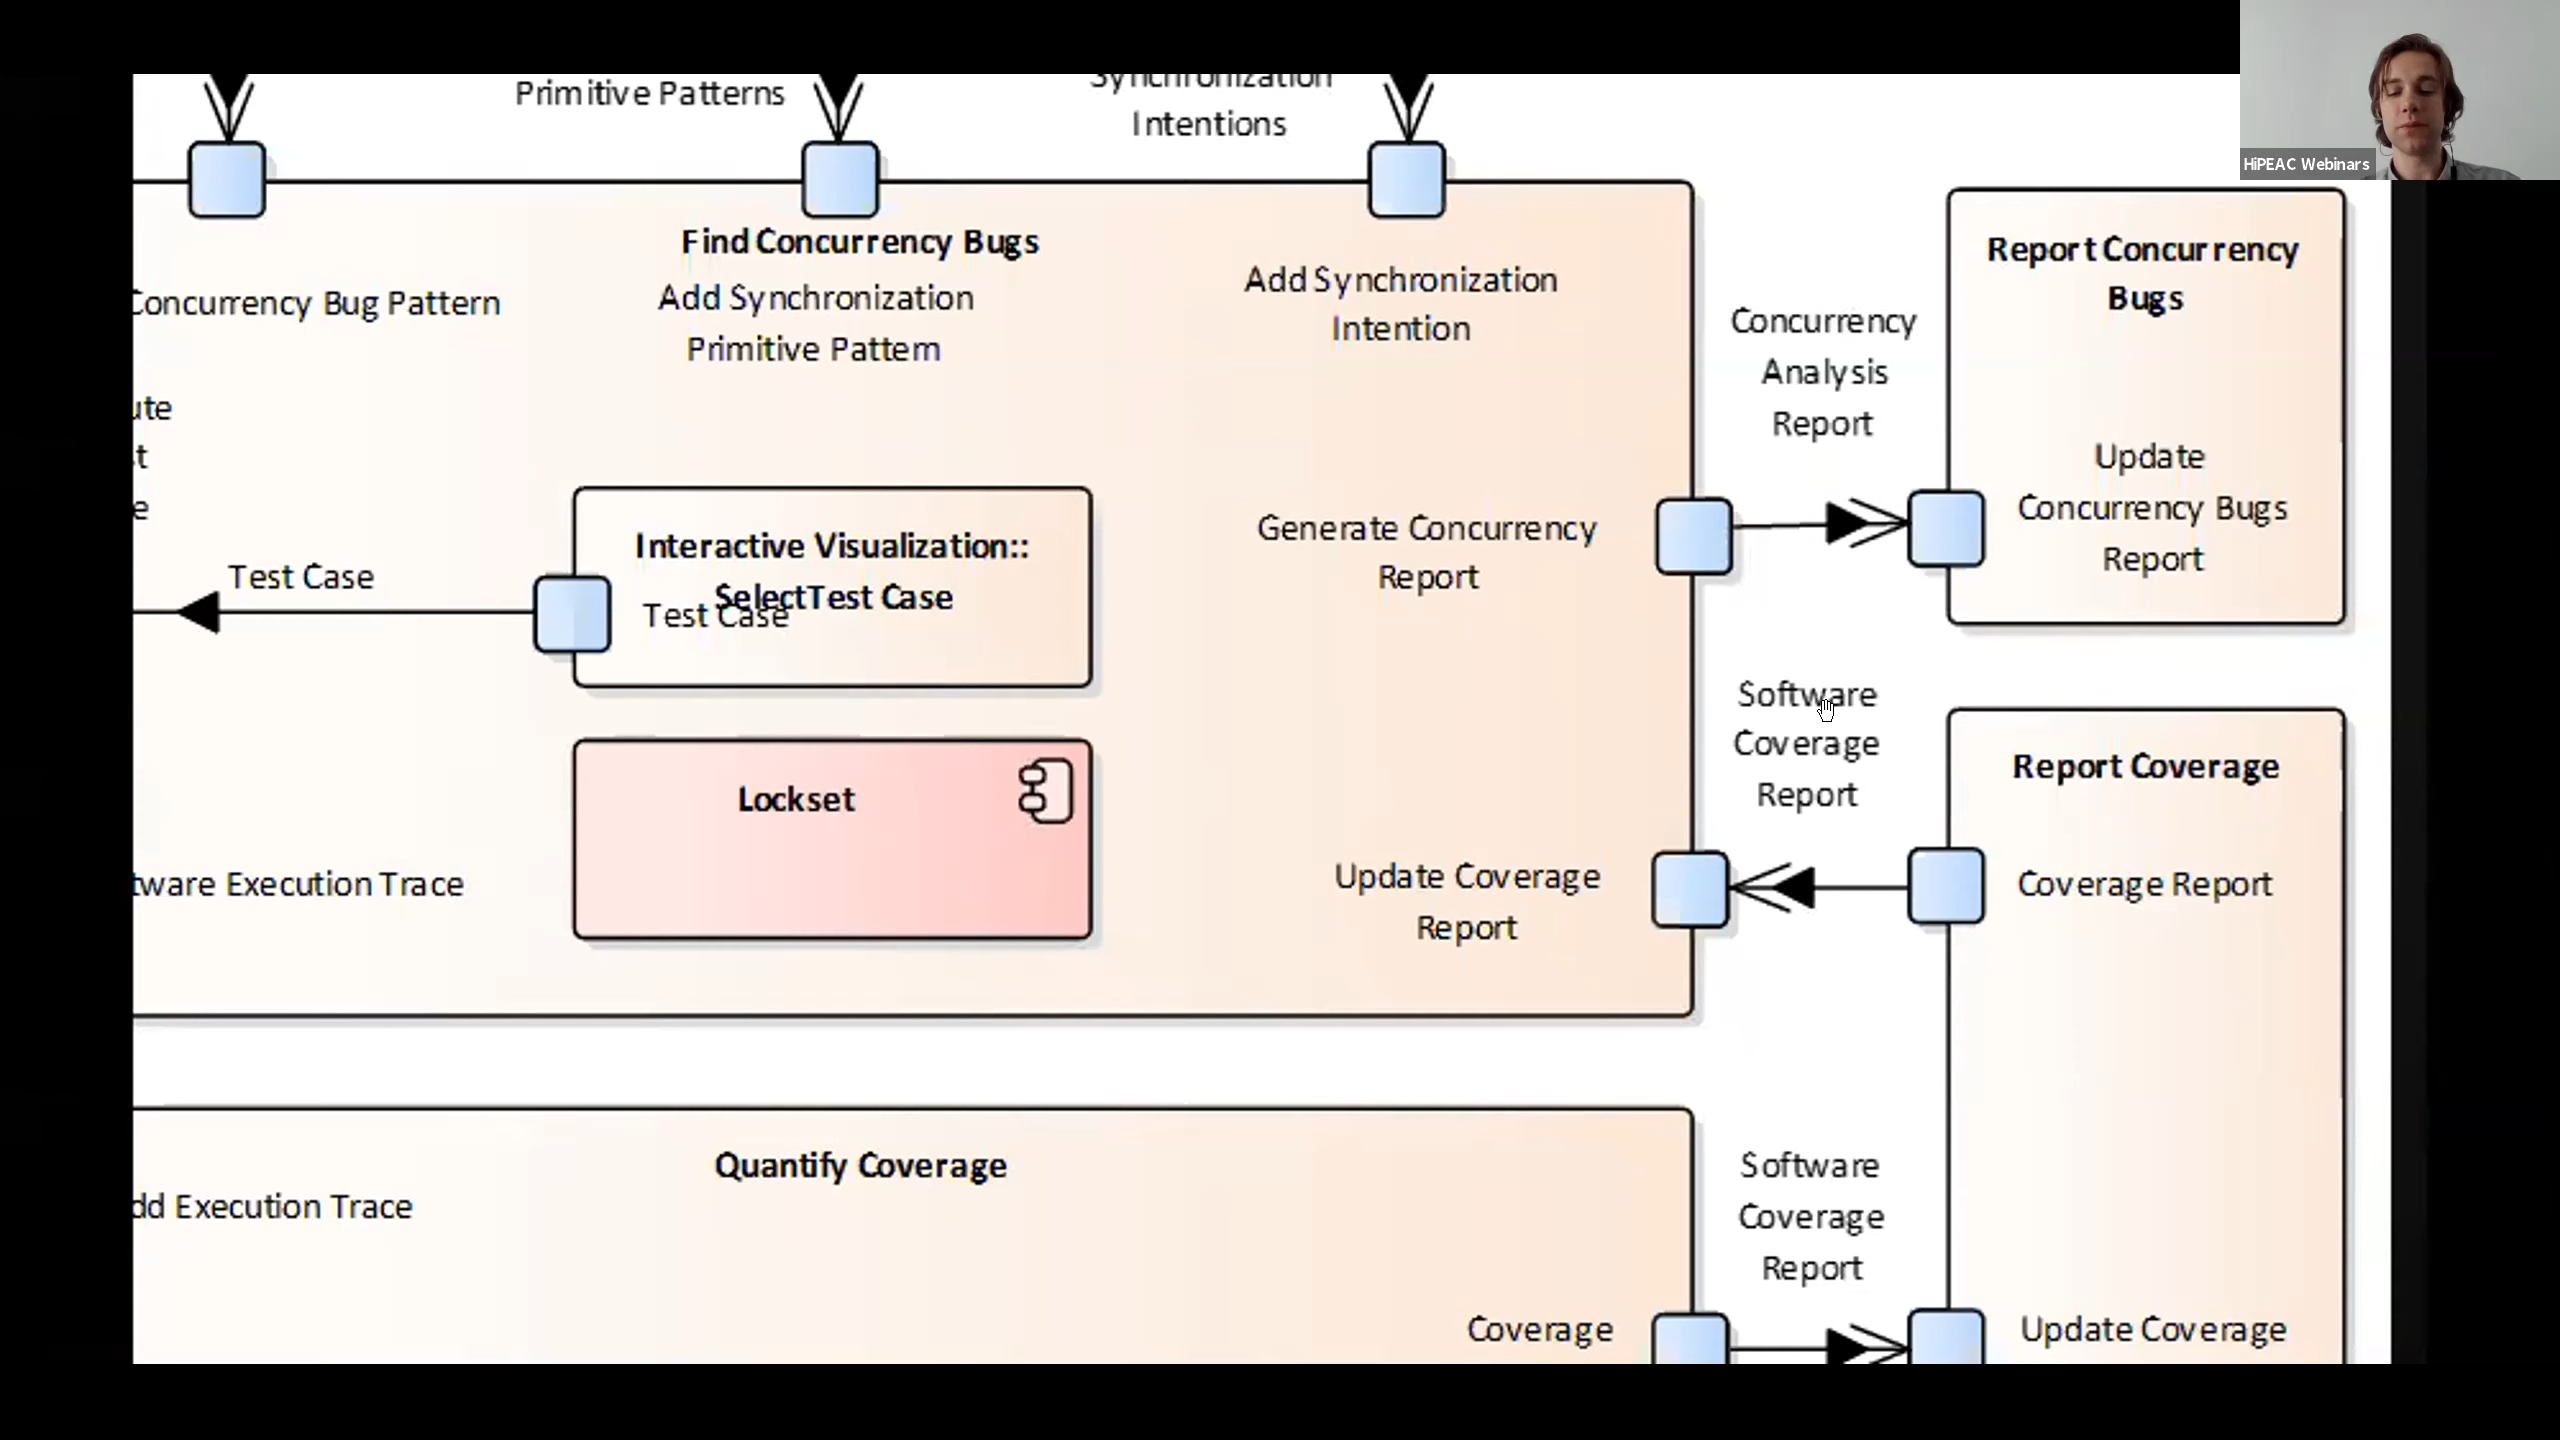 HiPEAC Webinars
Primitive Patterns
Synchronization
Intentions
Find Concurrency Bugs
Concurrency Bug Pattern
Add Synchronization
Primitive Pattern
Add Synchronization
Intention
Concurrency
Analysis
Report
Report Concurrency
Bugs
Update
Concurrency Bugs
Report
Generate Concurrency
Report
Interactive Visualization::
SelectTest Case
Test Case
Test Case
Lockset
Software
Coverage
Report
Report Coverage
Coverage Report
Update Coverage
Report
Execution Trace
Quantify Coverage
Execution Trace
Software
Coverage
Report
Coverage
Update Coverage